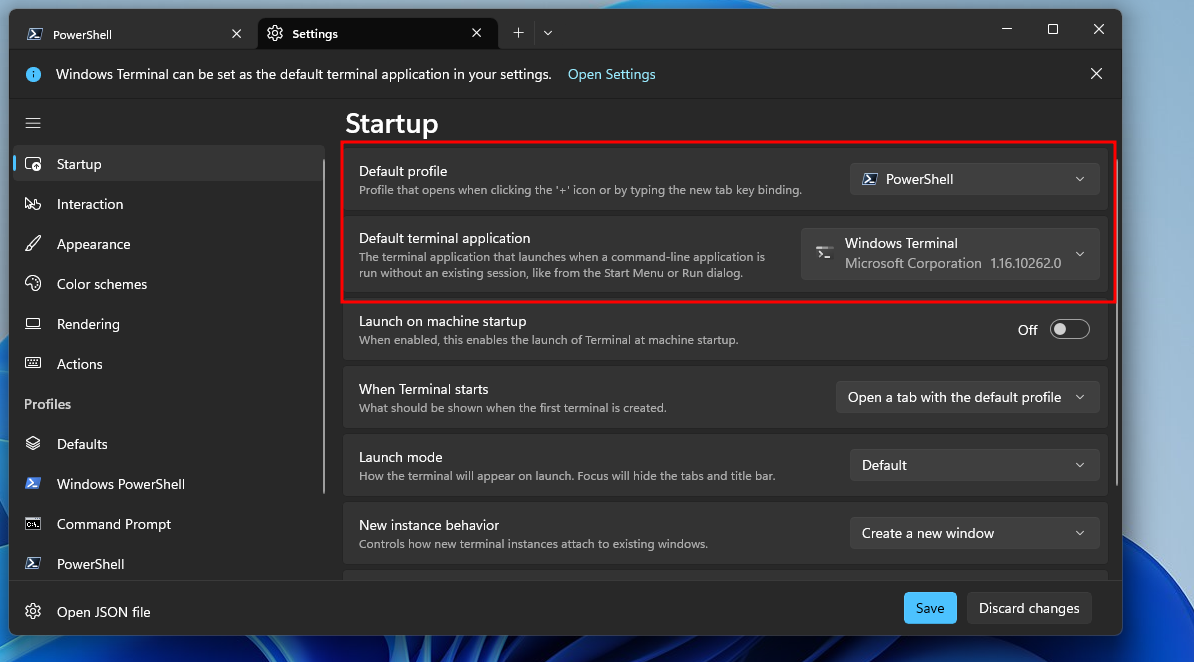 PowerShell
Settings
Windows Terminal can be set as the default terminal application in your settings. Open Settings
Startup
Interaction
Appearance
Color schemes
Rendering
Actions
Profiles
Defaults
Windows PowerShell
Command Prompt
PowerShell
Open JSON file
Startup
Default profile
Profile that opens when clicking the '+' icon or by typing the new tab key binding.
PowerShell
Default terminal application
The terminal application that launches when a command-line application is
run without an existing session, like from the Start Menu or Run dialog.
Windows Terminal
Microsoft Corporation 1.16.10262.0
Launch on machine startup
When enabled, this enables the launch of Terminal at machine startup.
Off
When Terminal starts
What should be shown when the first terminal is created.
Open a tab with the default profile
Launch mode
How the terminal will appear on launch. Focus will hide the tabs and title bar.
Default
New instance behavior
Controls how new terminal instances attach to existing windows.
Create a new window
Save
Discard changes